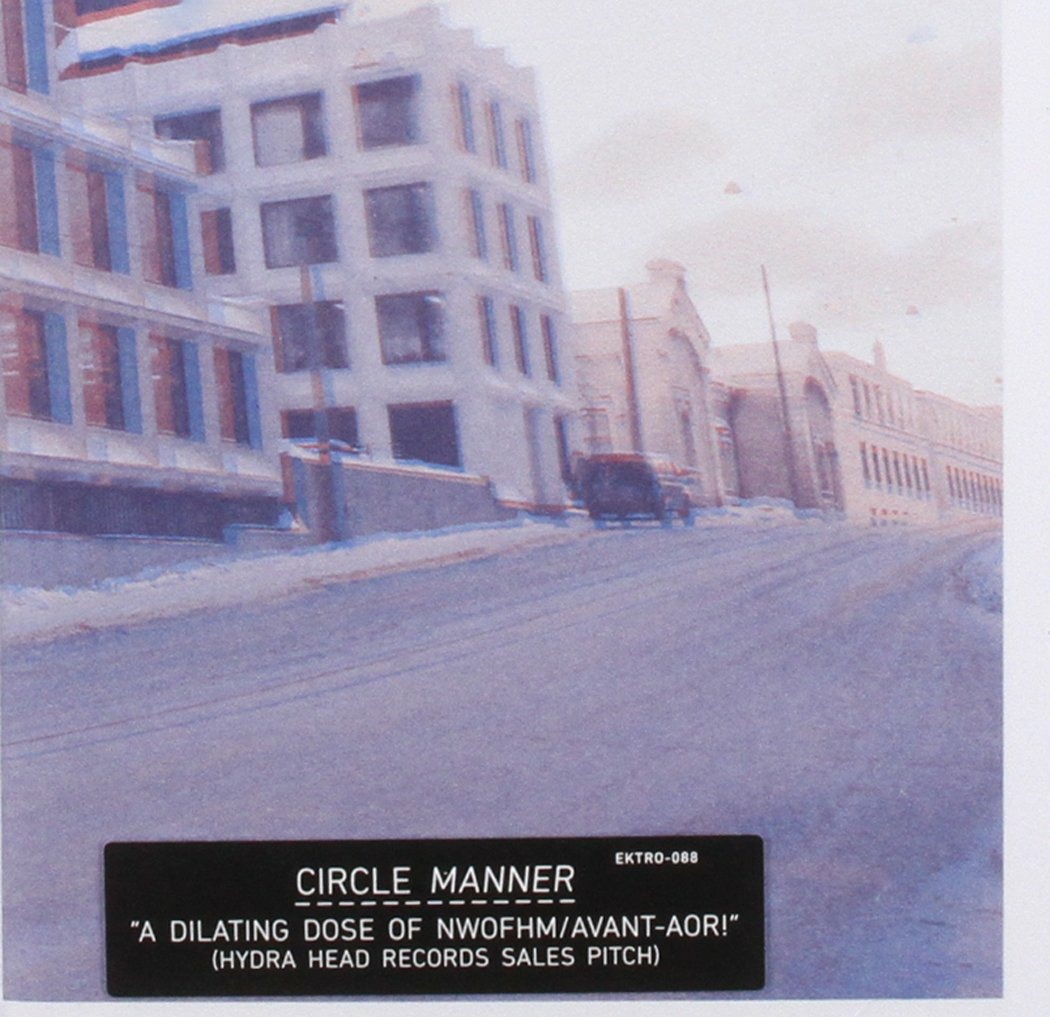 EKTRO-088
CIRCLE MANNER
"A DILATING DOSE OF NWOFHM/AVANT-AOR!"
(HYDRA HEAD RECORDS SALES PITCH)